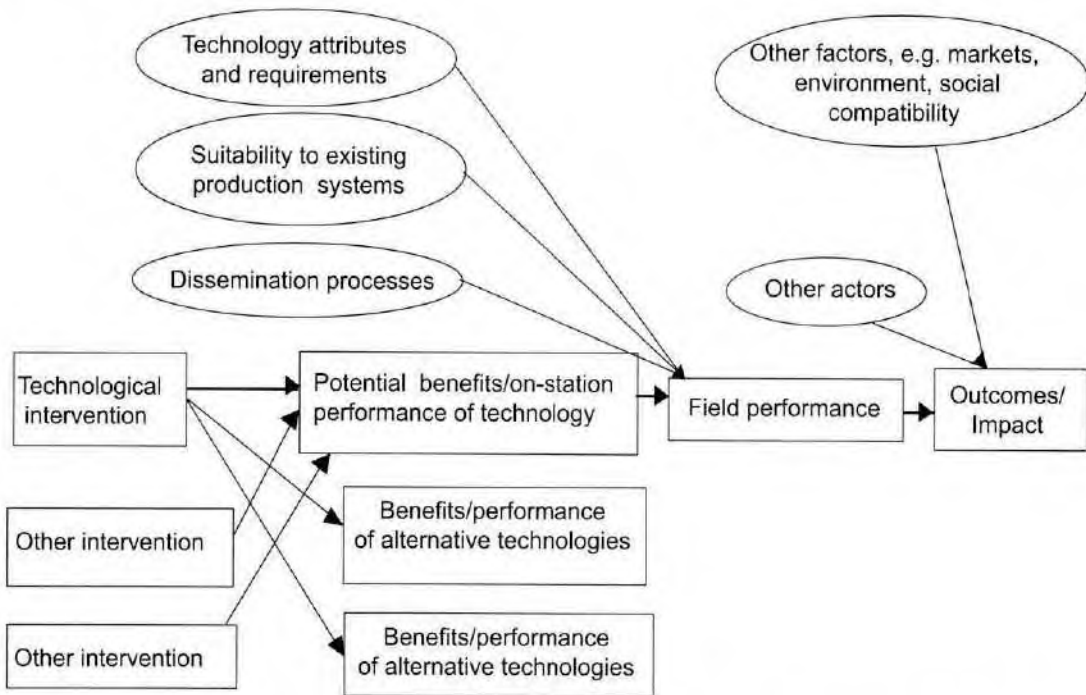 Technology attributes
and requirements
Other factors, e.g. markets,
environment, social
compatibility
Suitability to existing
production systems
Dissemination processes
Other actors
Technological
intervention
Potential benefits/on-station
performance of technology
Field performance
Outcomes/
Impact
Other intervention
Benefits/performance
of alternative technologies
Other intervention
Benefits/performance
of alternative technologies